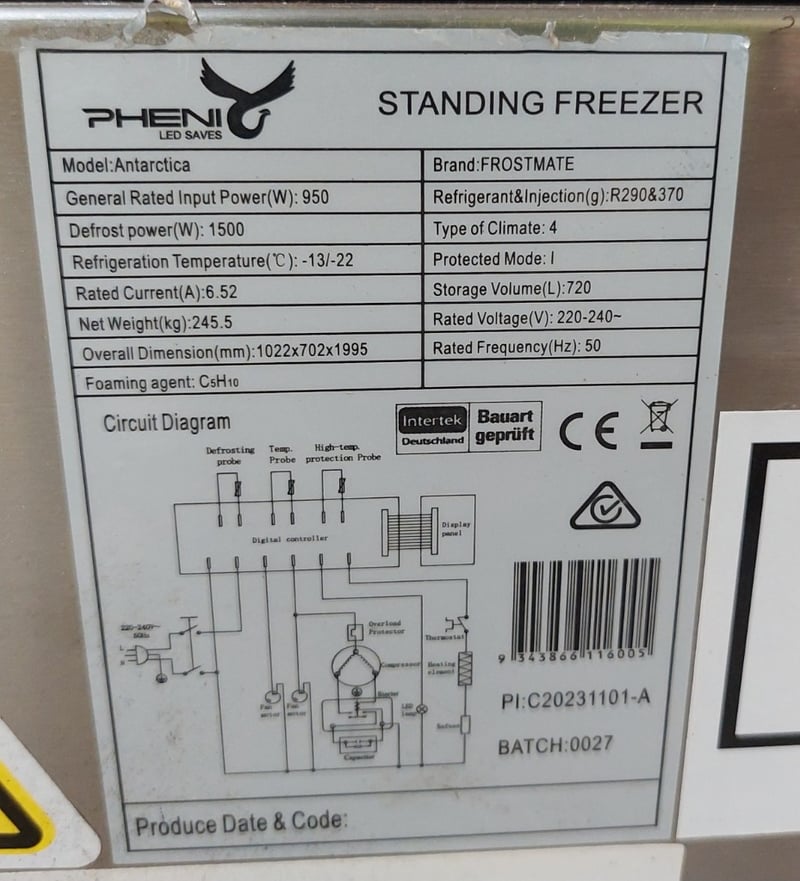 PHENI
LED SAVES
STANDING FREEZER
Model:Antarctica
Brand:FROSTMATE
General Rated Input Power(W): 950
Refrigerant&Injection(g):R290&370
Defrost power(W): 1500
Type of Climate: 4
Refrigeration Temperature(℃): -13/-22
Protected Mode: I
Rated Current(A):6.52
Storage Volume(L):720
Net Weight(kg):245.5
Rated Voltage(V): 220-240~
Overall Dimension(mm):1022x702x1995
Rated Frequency(Hz): 50
Foaming agent: C₅H₁₀
Circuit Diagram
Intertek
Deutschland
Bauart
geprüft
CE
Defrosting
probe
Temp.
Probe
High-temp.
protection Probe
Digital controller
Display
panel
220-240V~
50Hz
L
N
Overload
Protector
Compressor
Starter
Capacitor
Fan
motor
Fan
motor
LED
lamp
Thermostat
Heating
element
9 343866 116005
PI:C20231101-A
BATCH:0027
Produce Date & Code: